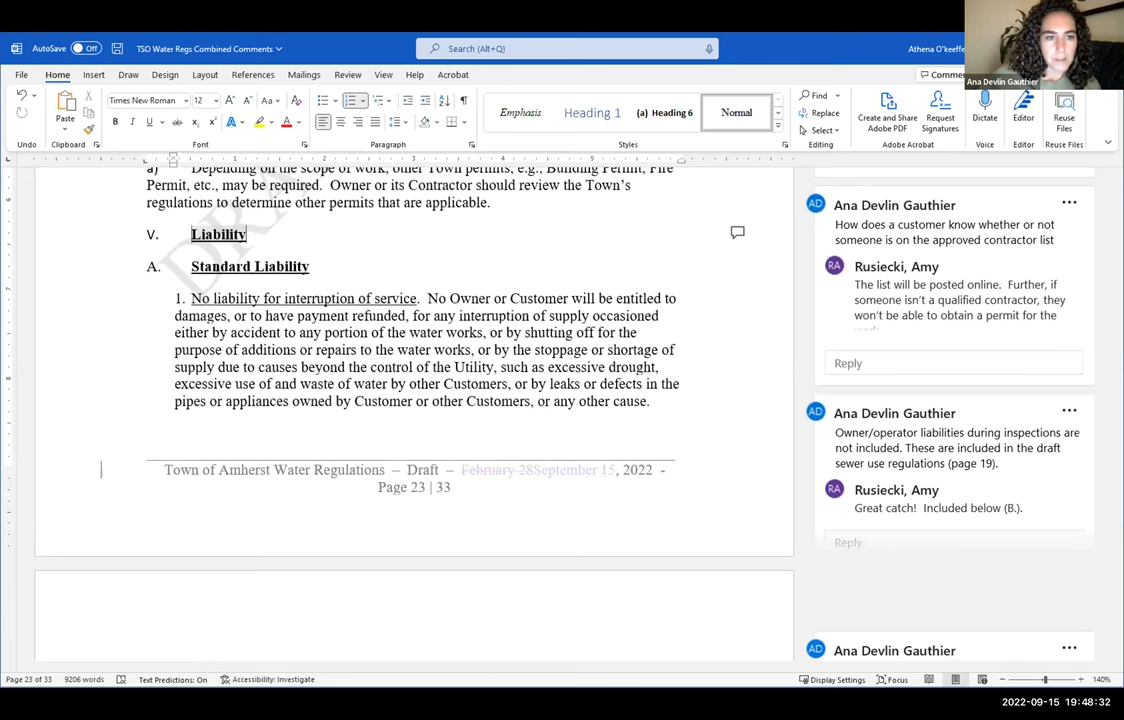 AutoSave Off TSO Water Regs Combined Comments Search (Alt+Q) Athena O'keeffe
Ana Devlin Gauthier
File Home Insert Draw Design Layout References Mailings Review View Help Acrobat Commen
Times New Roman 12 Aa
Paste
B I U ab x₂ x² A A
Emphasis Heading 1 (a) Heading 6 Normal
Find
Replace
Select
Create and Share Adobe PDF
Request Signatures
Dictate
Editor
Reuse Files
Undo Clipboard Font Paragraph Styles Editing Adobe Acrobat Voice Editor Reuse Files
a) Depending on the scope of work, other Town permits, e.g., Building Permit, Fire
Permit, etc., may be required. Owner or its Contractor should review the Town's
regulations to determine other permits that are applicable.
V. Liability
A. Standard Liability
1. No liability for interruption of service. No Owner or Customer will be entitled to
damages, or to have payment refunded, for any interruption of supply occasioned
either by accident to any portion of the water works, or by shutting off for the
purpose of additions or repairs to the water works, or by the stoppage or shortage of
supply due to causes beyond the control of the Utility, such as excessive drought,
excessive use of and waste of water by other Customers, or by leaks or defects in the
pipes or appliances owned by Customer or other Customers, or any other cause.
Town of Amherst Water Regulations – Draft – February 28September 15, 2022 -
Page 23 | 33
DRA
AD Ana Devlin Gauthier
How does a customer know whether or not
someone is on the approved contractor list
RA Rusiecki, Amy
The list will be posted online. Further, if
someone isn't a qualified contractor, they
won't be able to obtain a permit for the
Reply
AD Ana Devlin Gauthier
Owner/operator liabilities during inspections are
not included. These are included in the draft
sewer use regulations (page 19).
RA Rusiecki, Amy
Great catch! Included below (B.).
Reply
AD Ana Devlin Gauthier
Page 23 of 33 9206 words Text Predictions: On Accessibility: Investigate Display Settings Focus 140%
2022-09-15 19:48:32